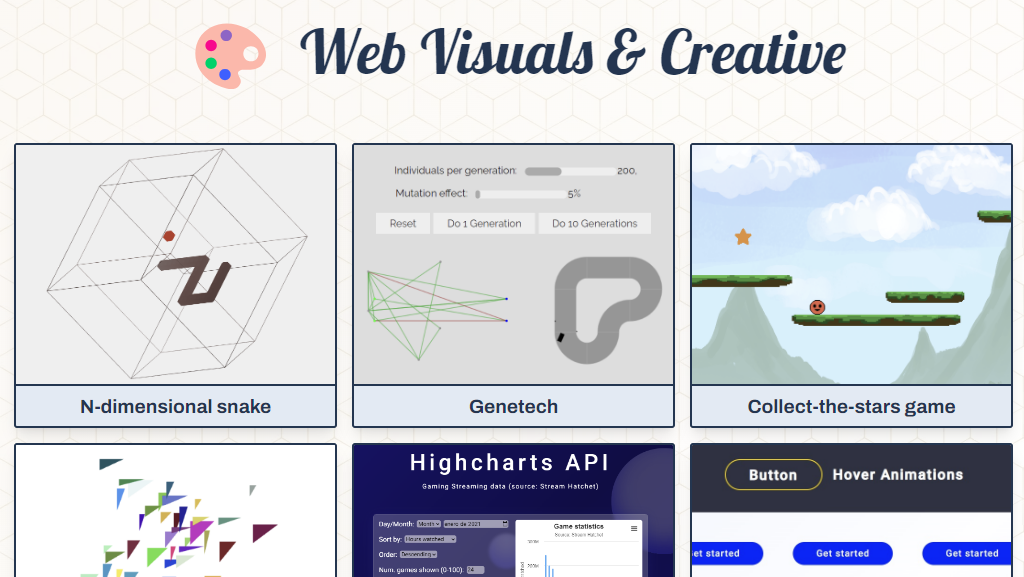 Web Visuals & Creative
Individuals per generation: 200,
Mutation effect: 5%
Reset Do 1 Generation Do 10 Generations
N-dimensional snake
Genetech
Collect-the-stars game
Highcharts API
Gaming Streaming data (source: Stream Hatchet)
Day/Month: Month enero de 2021
Sort by: Hours watched
Order: Descending
Num. games shown (0-100):
Game statistics
Source: Stream Hatchet
300M
200M
Button Hover Animations
Get started Get started Get started